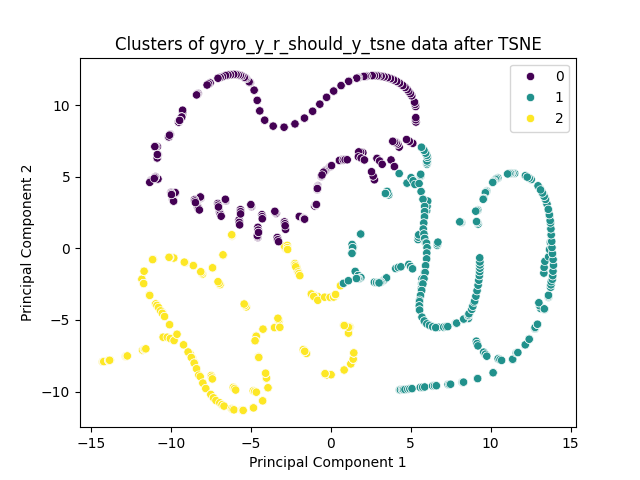 Clusters of gyro_y_r_should_y_tsne data after TSNE
0
1
2
10
5
0
−5
−10
Principal Component 2
−15 −10 −5 0 5 10 15
Principal Component 1